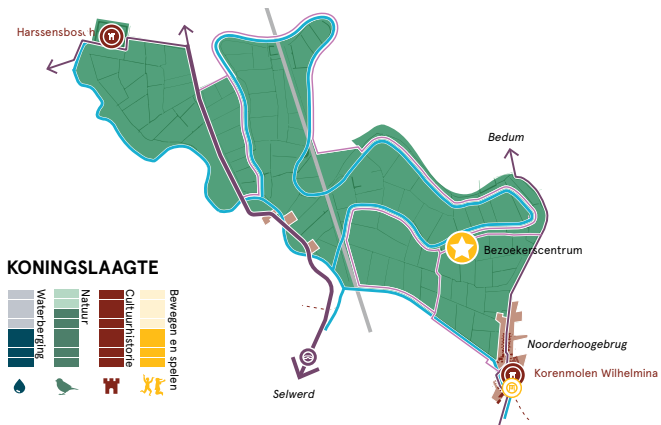 Harssensbosch
Bedum
Bezoekerscentrum
KONINGSLAAGTE
Waterberging
Natuur
Cultuurhistorie
Bewegen en spelen
Noorderhoogebrug
Korenmolen Wilhelmina
Selwerd